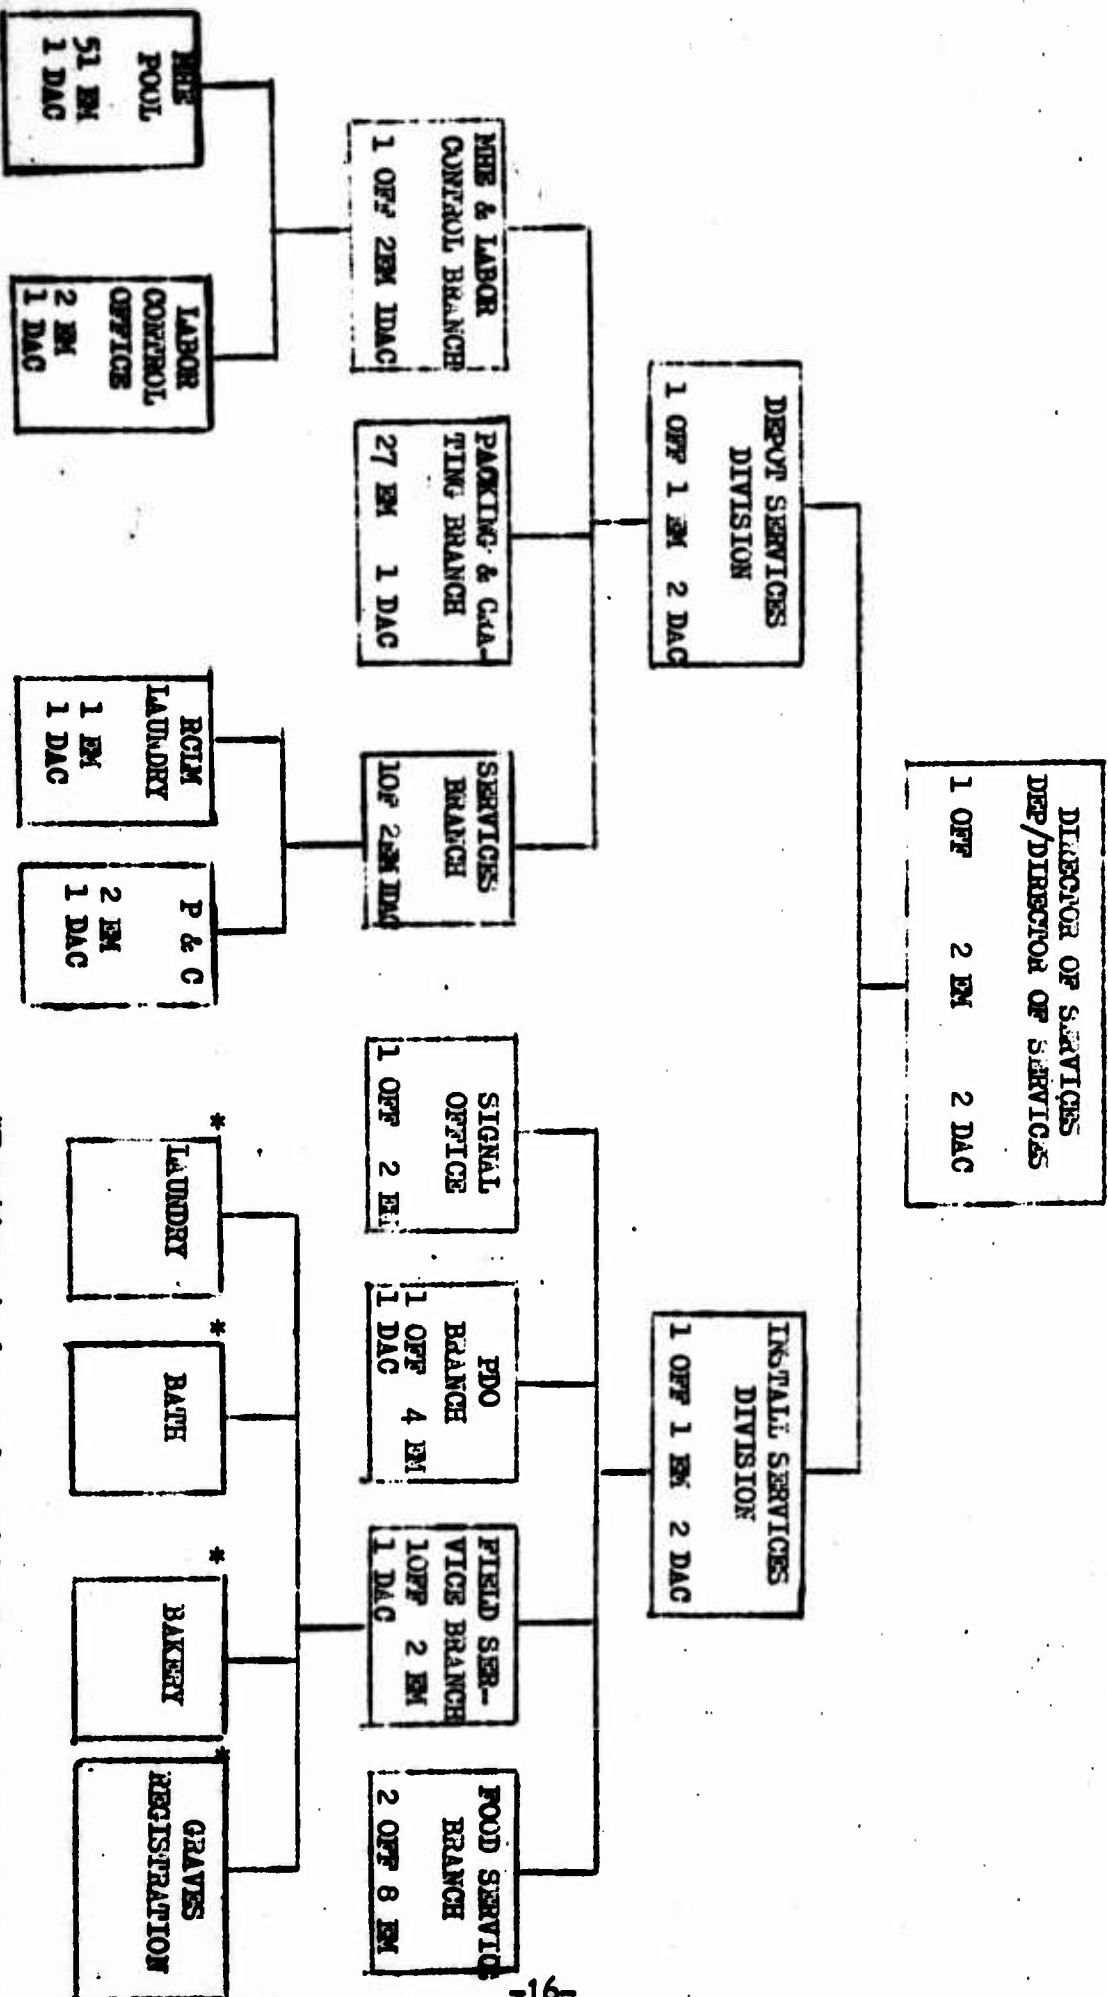 DIRECTOR OF SERVICES
DEP/DIRECTOR OF SERVICES
1 OFF 2 EM 2 DAC
DEPOT SERVICES
DIVISION
1 OFF 1 EM 2 DAC
INSTALL SERVICES
DIVISION
1 OFF 1 EM 2 DAC
MHE & LABOR
CONTROL BRANCH
1 OFF 2EM 1DAC
PACKING & CRA-
TING BRANCH
27 EM 1 DAC
SERVICES
BRANCH
1OF 2EM 1DAC
SIGNAL
OFFICE
1 OFF 2 EM
PDO
BRANCH
1 OFF 4 EM
1 DAC
FIELD SER-
VICE BRANCH
1OFF 2 EM
1 DAC
FOOD SERVICE
BRANCH
2 OFF 8 EM
MHE
POOL
51 EM
1 DAC
LABOR
CONTROL
OFFICE
2 EM
1 DAC
RCLM
LAUNDRY
1 EM
1 DAC
P & C
2 EM
1 DAC
*
LAUNDRY
*
BATH
*
BAKERY
*
GRAVES
REGISTRATION
-16-